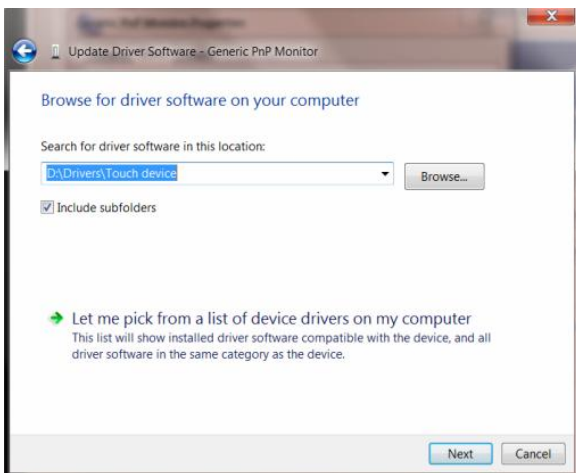 Update Driver Software - Generic PnP Monitor
Browse for driver software on your computer
Search for driver software in this location:
D:\Drivers\Touch device
Browse...
Include subfolders
Let me pick from a list of device drivers on my computer
This list will show installed driver software compatible with the device, and all
driver software in the same category as the device.
Next
Cancel